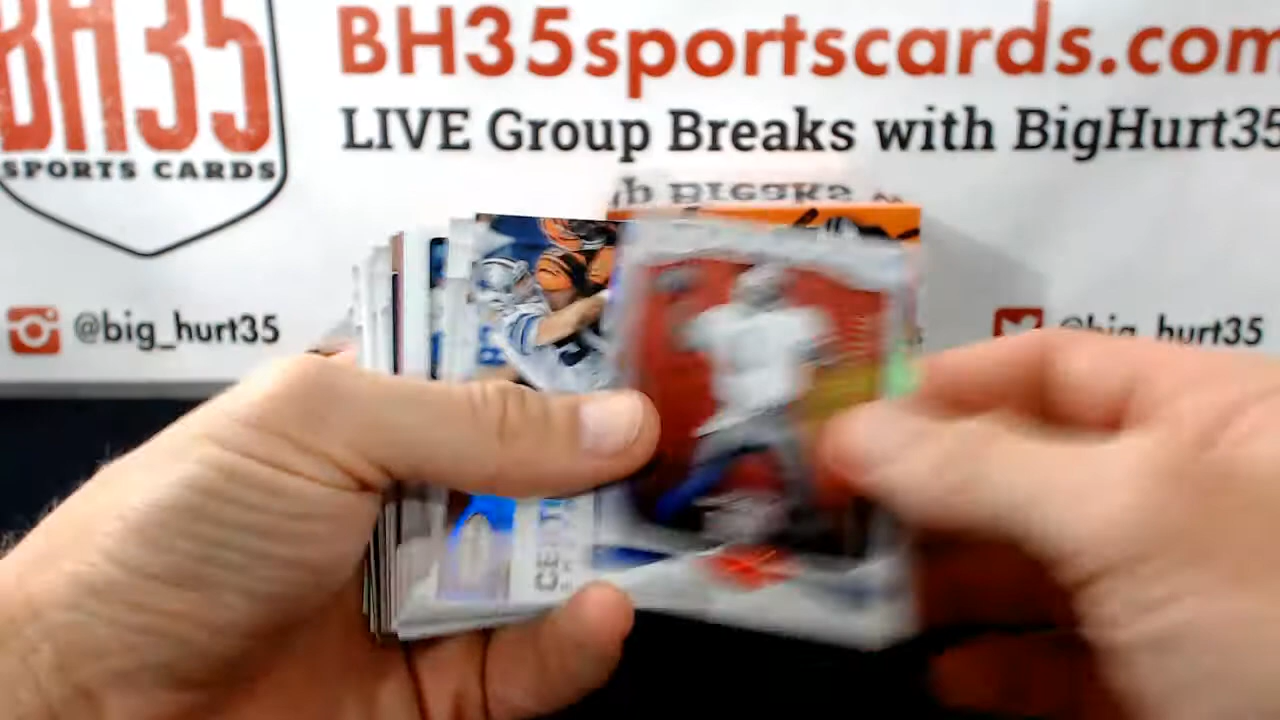 BH35
SPORTS CARDS
BH35sportscards.com
LIVE Group Breaks with BigHurt35
@big_hurt35
@big_hurt35